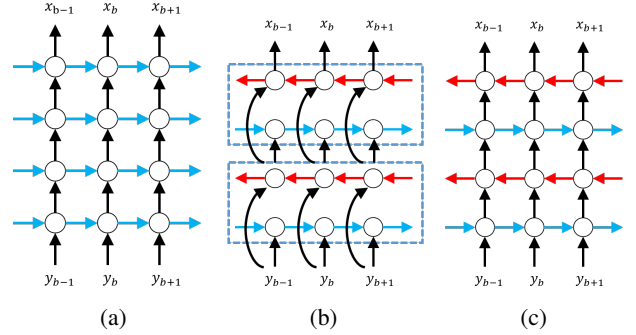 x_{b−1} x_b x_{b+1} x_{b−1} x_b x_{b+1} x_{b−1} x_b x_{b+1}
y_{b−1} y_b y_{b+1} y_{b−1} y_b y_{b+1} y_{b−1} y_b y_{b+1}
(a) (b) (c)